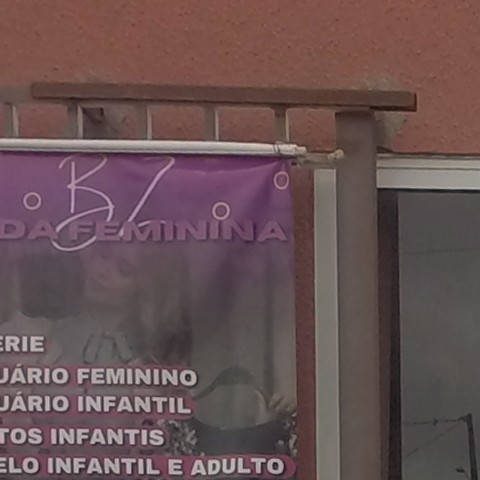 BZ
DA FEMININA
ERIE
UÁRIO FEMININO
UÁRIO INFANTIL
TOS INFANTIS
ELO INFANTIL E ADULTO